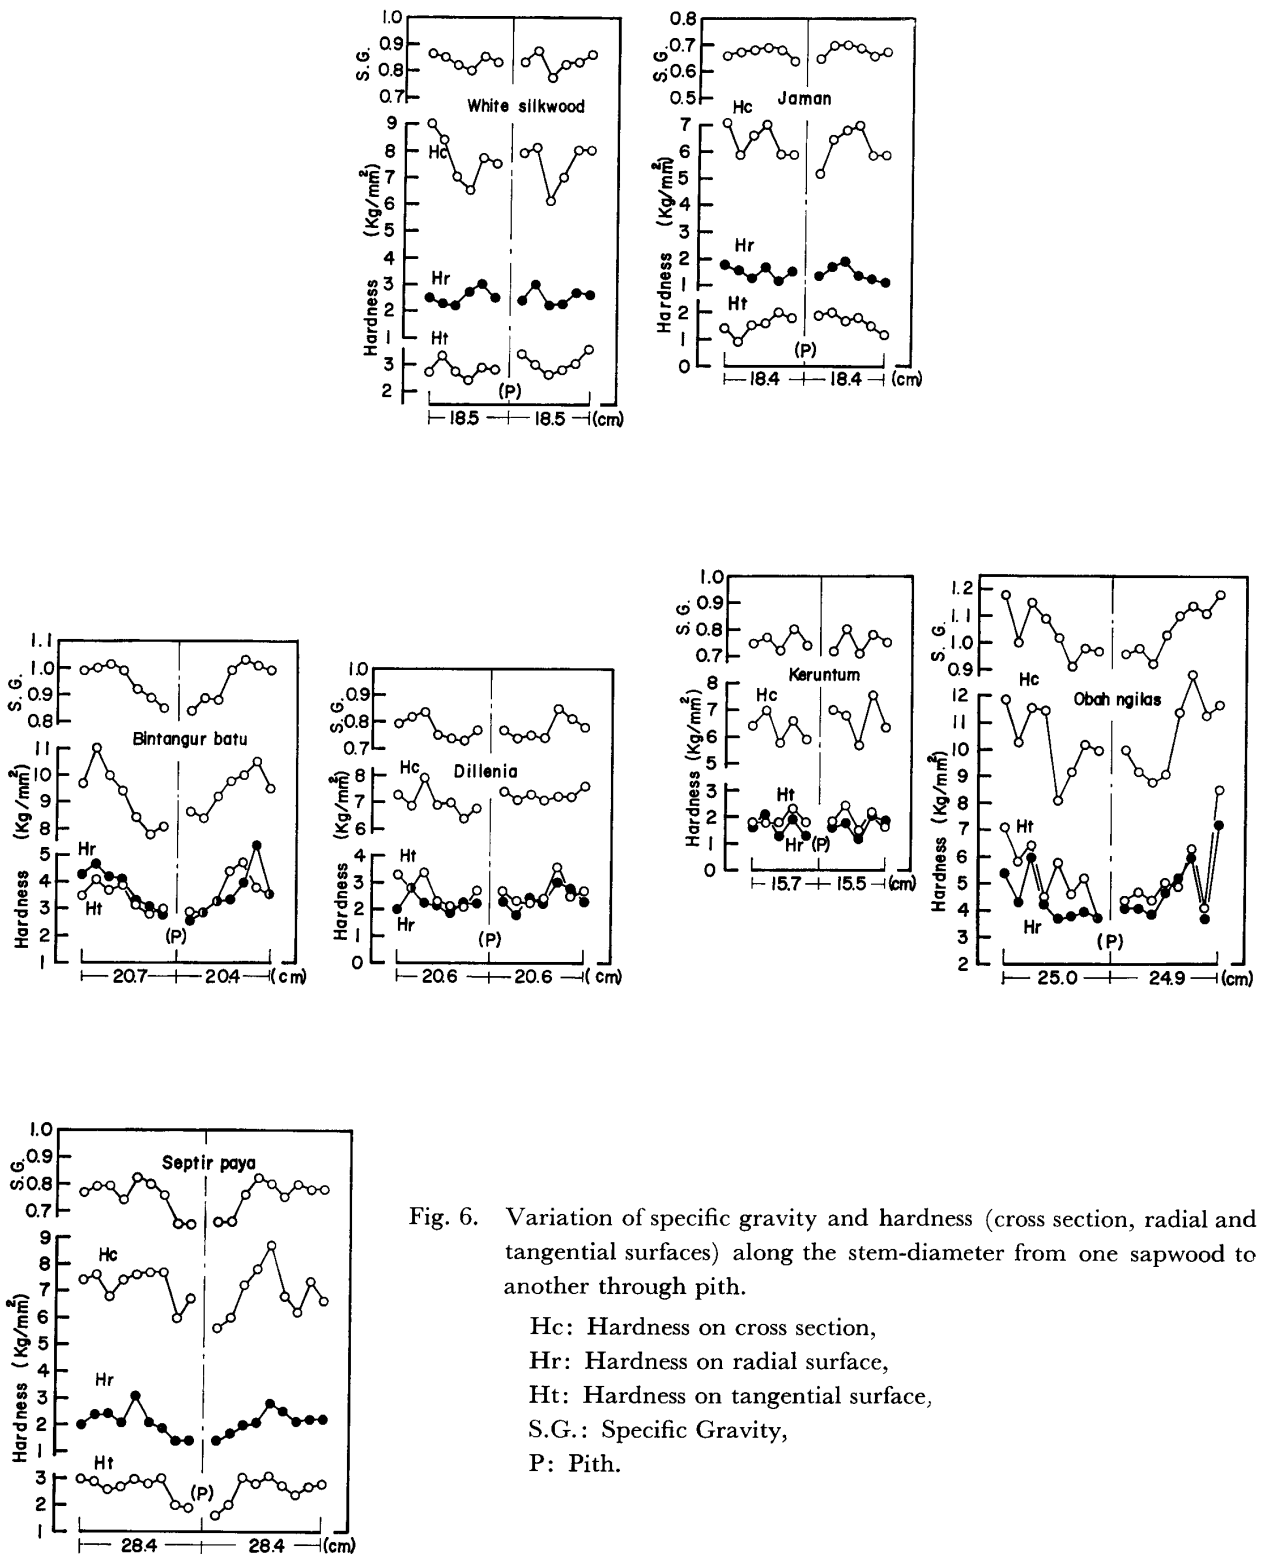 1.0
0.9
0.8
0.7
S.G.
White silkwood
9
8
7
6
5
4
3
2
1
3
2
Hardness (Kg/mm²)
Hc
Hr
Ht
(P)
18.5 18.5 (cm)
0.8
0.7
0.6
0.5
S.G.
Jaman
7
6
5
4
3
2
1
2
1
0
Hardness (Kg/mm²)
Hc
Hr
Ht
(P)
18.4 18.4 (cm)
1.1
1.0
0.9
0.8
S.G.
Bintangur batu
11
10
9
8
5
4
3
2
1
Hardness (Kg/mm²)
Hr
Ht
(P)
20.7 20.4 (cm)
1.0
0.9
0.8
0.7
S.G.
Dillenia
8
7
6
4
3
2
1
0
Hardness (Kg/mm²)
Hc
Ht
Hr
(P)
20.6 20.6 (cm)
1.0
0.9
0.8
0.7
S.G.
Keruntum
8
7
6
5
3
2
1
0
Hardness (Kg/mm²)
Hc
Ht
Hr (P)
15.7 15.5 (cm)
1.2
1.1
1.0
0.9
S.G.
Obah ngilas
12
11
10
9
8
7
6
5
4
3
2
Hardness (Kg/mm²)
Hc
Ht
Hr
(P)
25.0 24.9 (cm)
1.0
0.9
0.8
0.7
S.G.
Septir paya
9
8
7
6
5
4
3
2
1
3
2
1
Hardness (Kg/mm²)
Hc
Hr
Ht
(P)
28.4 28.4 (cm)
Fig. 6. Variation of specific gravity and hardness (cross section, radial and
tangential surfaces) along the stem-diameter from one sapwood to
another through pith.
Hc: Hardness on cross section,
Hr: Hardness on radial surface,
Ht: Hardness on tangential surface,
S.G.: Specific Gravity,
P: Pith.